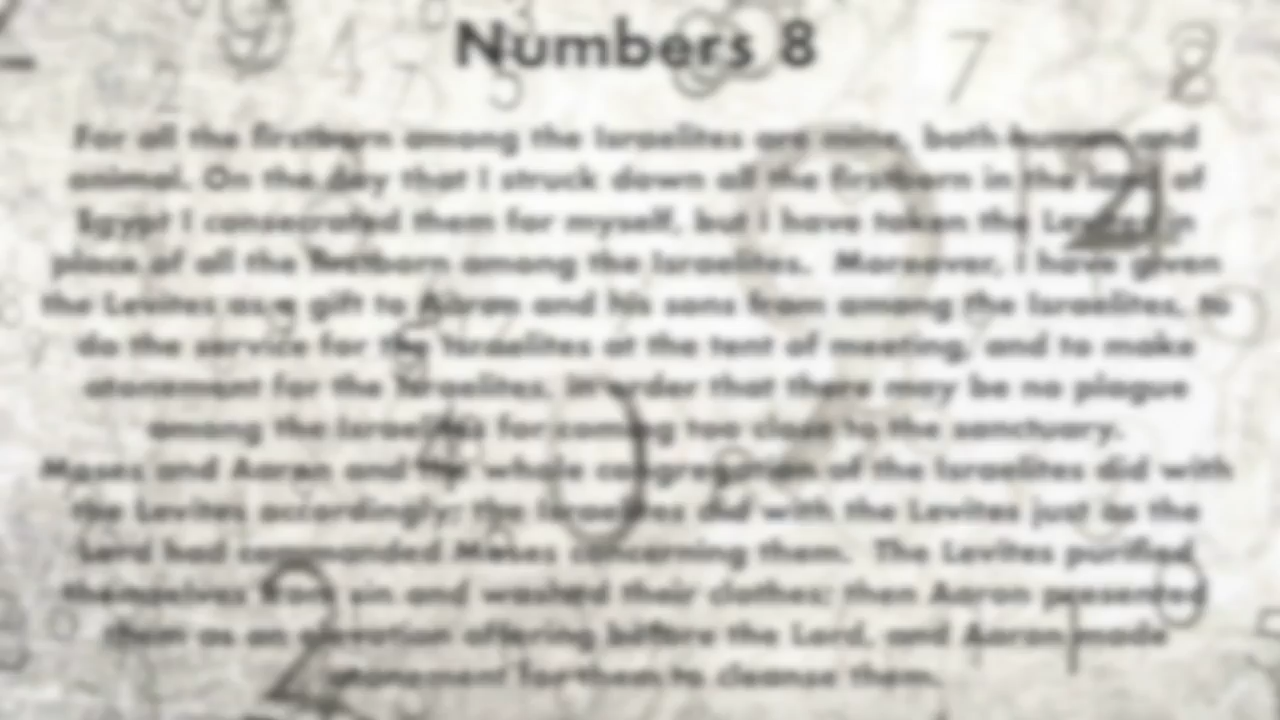 Numbers 8
For all the firstborn among the Israelites are mine, both human and
animal. On the day that I struck down all the firstborn in the land of
Egypt I consecrated them for myself, but I have taken the Levites in
place of all the firstborn among the Israelites. Moreover, I have given
the Levites as a gift to Aaron and his sons from among the Israelites, to
do the service for the Israelites at the tent of meeting, and to make
atonement for the Israelites, in order that there may be no plague
among the Israelites for coming too close to the sanctuary.
Moses and Aaron and the whole congregation of the Israelites did with
the Levites accordingly; the Israelites did with the Levites just as the
Lord had commanded Moses concerning them. The Levites purified
themselves from sin and washed their clothes; then Aaron presented
them as an elevation offering before the Lord, and Aaron made
atonement for them to cleanse them.